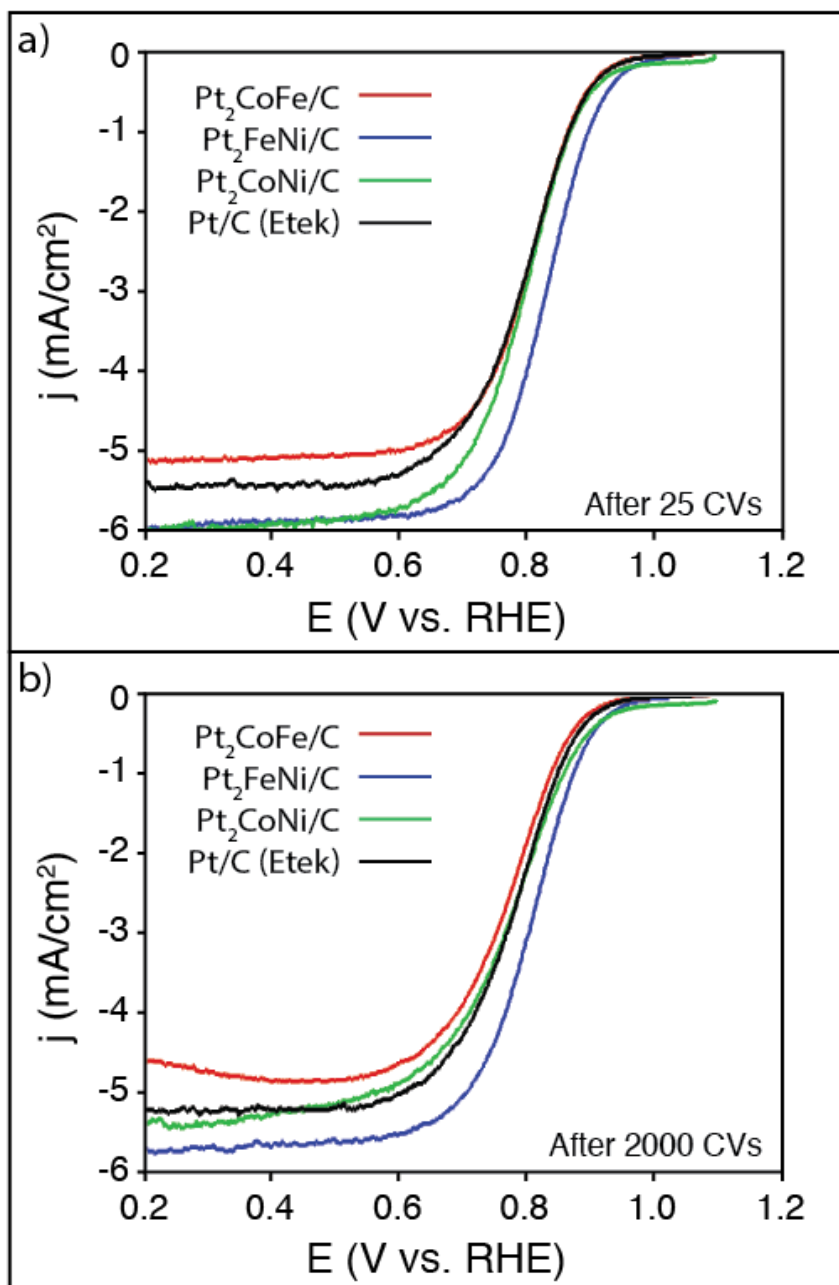 a)
0
-1
-2
-3
-4
-5
-6
j (mA/cm²)
Pt₂CoFe/C
Pt₂FeNi/C
Pt₂CoNi/C
Pt/C (Etek)
After 25 CVs
0.2 0.4 0.6 0.8 1.0 1.2
E (V vs. RHE)
b)
0
-1
-2
-3
-4
-5
-6
j (mA/cm²)
Pt₂CoFe/C
Pt₂FeNi/C
Pt₂CoNi/C
Pt/C (Etek)
After 2000 CVs
0.2 0.4 0.6 0.8 1.0 1.2
E (V vs. RHE)